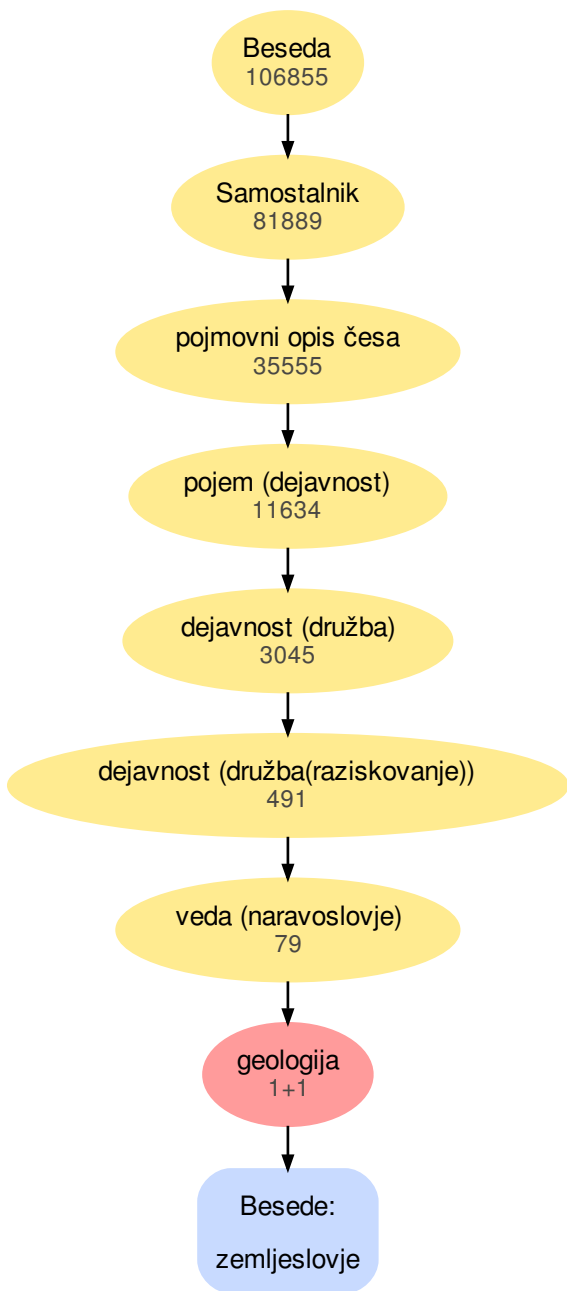 Beseda
106855
Samostalnik
81889
pojmovni opis česa
35555
pojem (dejavnost)
11634
dejavnost (družba)
3045
dejavnost (družba(raziskovanje))
491
veda (naravoslovje)
79
geologija
1+1
Besede:
zemljeslovje